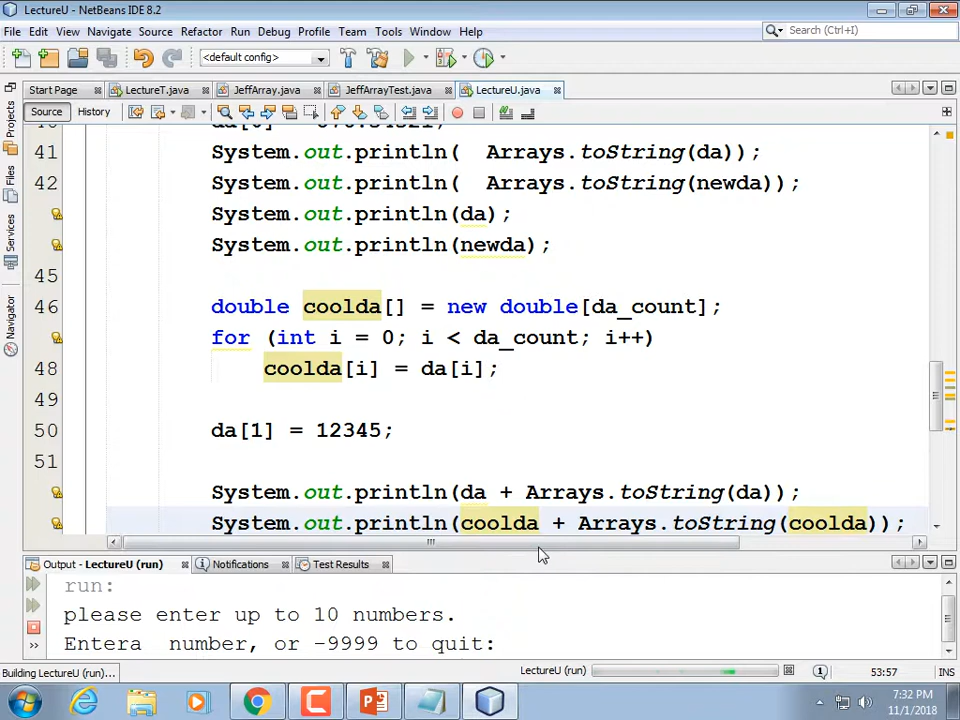 LectureU - NetBeans IDE 8.2
File Edit View Navigate Source Refactor Run Debug Profile Team Tools Window Help
Search (Ctrl+I)
<default config>
Start Page LectureT.java JeffArray.java JeffArrayTest.java LectureU.java
Source History
Projects
Files
Services
Navigator
41 System.out.println(  Arrays.toString(da));
42 System.out.println(  Arrays.toString(newda));
System.out.println(da);
System.out.println(newda);
45
46 double coolda[] = new double[da_count];
for (int i = 0; i < da_count; i++)
48 coolda[i] = da[i];
49
50 da[1] = 12345;
51
System.out.println(da + Arrays.toString(da));
System.out.println(coolda + Arrays.toString(coolda));
Output - LectureU (run) Notifications Test Results
run:
please enter up to 10 numbers.
Entera  number, or -9999 to quit:
Building LectureU (run)... LectureU (run) 53:57 INS
7:32 PM
11/1/2018